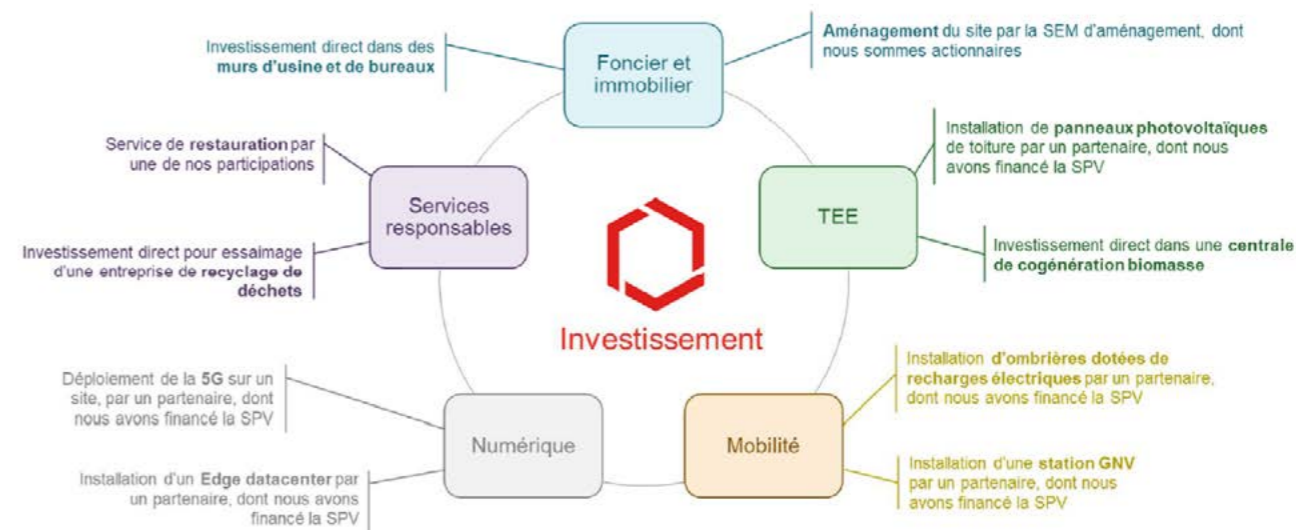 Investissement direct dans des
murs d'usine et de bureaux
Foncier et
immobilier
Aménagement du site par la SEM d'aménagement, dont
nous sommes actionnaires
Service de restauration par
une de nos participations
Services
responsables
Investissement direct pour essaimage
d'une entreprise de recyclage de
déchets
TEE
Installation de panneaux photovoltaïques
de toiture par un partenaire, dont nous
avons financé la SPV
Investissement direct dans une centrale
de cogénération biomasse
Investissement
Déploiement de la 5G sur un
site, par un partenaire, dont
nous avons financé la SPV
Numérique
Installation d'un Edge datacenter par
un partenaire, dont nous avons
financé la SPV
Mobilité
Installation d'ombrières dotées de
recharges électriques par un partenaire,
dont nous avons financé la SPV
Installation d'une station GNV
par un partenaire, dont nous
avons financé la SPV